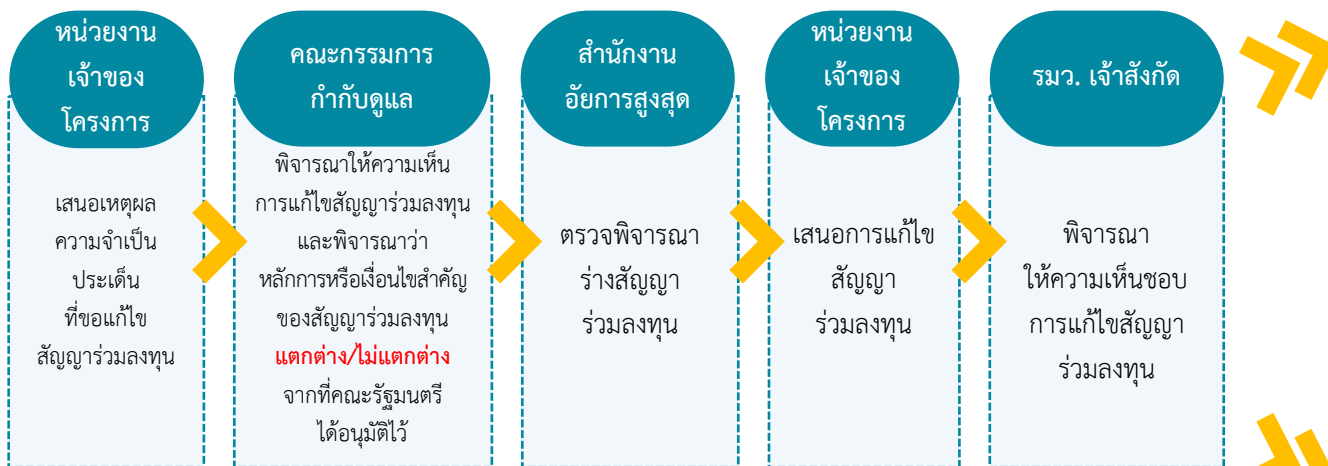 หน่วยงาน
เจ้าของ
โครงการ
เสนอเหตุผล
ความจำเป็น
ประเด็น
ที่ขอแก้ไข
สัญญาร่วมลงทุน
คณะกรรมการ
กำกับดูแล
พิจารณาให้ความเห็น
การแก้ไขสัญญาร่วมลงทุน
และพิจารณาว่า
หลักการหรือเงื่อนไขสำคัญ
ของสัญญาร่วมลงทุน
แตกต่าง/ไม่แตกต่าง
จากที่คณะรัฐมนตรี
ได้อนุมัติไว้
สำนักงาน
อัยการสูงสุด
ตรวจพิจารณา
ร่างสัญญา
ร่วมลงทุน
หน่วยงาน
เจ้าของ
โครงการ
เสนอการแก้ไข
สัญญา
ร่วมลงทุน
รมว. เจ้าสังกัด
พิจารณา
ให้ความเห็นชอบ
การแก้ไขสัญญา
ร่วมลงทุน